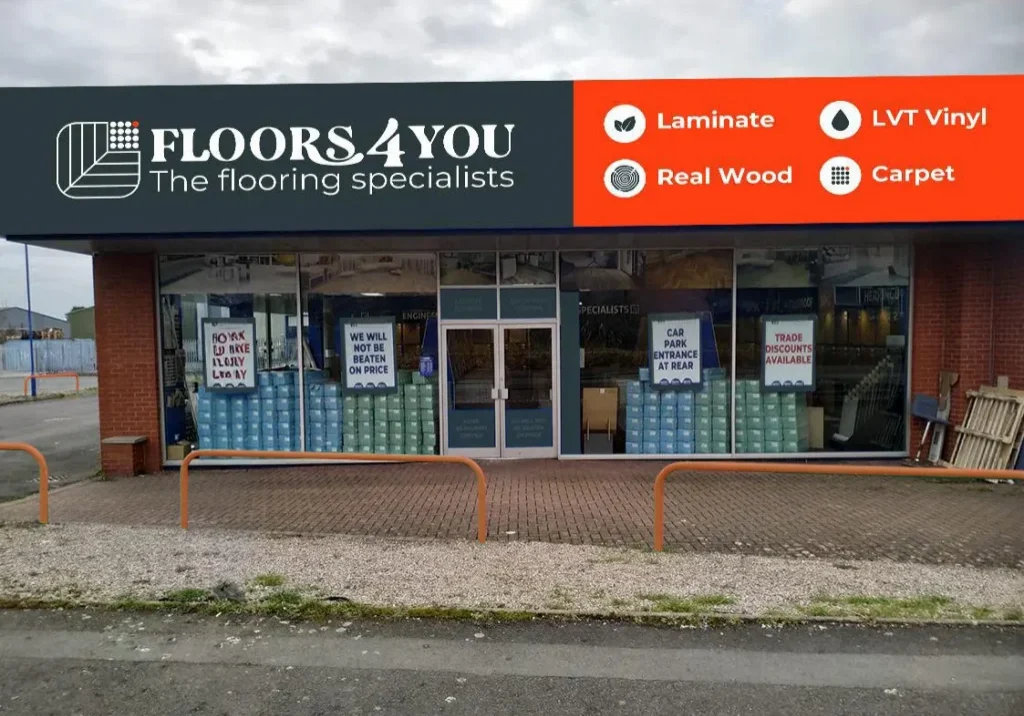 FLOORS4YOU
The flooring specialists
Laminate
LVT Vinyl
Real Wood
Carpet
SPECIALISTS
WE WILL
NOT BE
BEATEN
ON PRICE
CAR
PARK
ENTRANCE
AT REAR
TRADE
DISCOUNTS
AVAILABLE